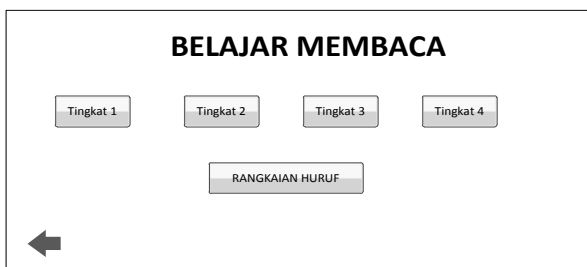 BELAJAR MEMBACA
Tingkat 1 Tingkat 2 Tingkat 3 Tingkat 4
RANGKAIAN HURUF